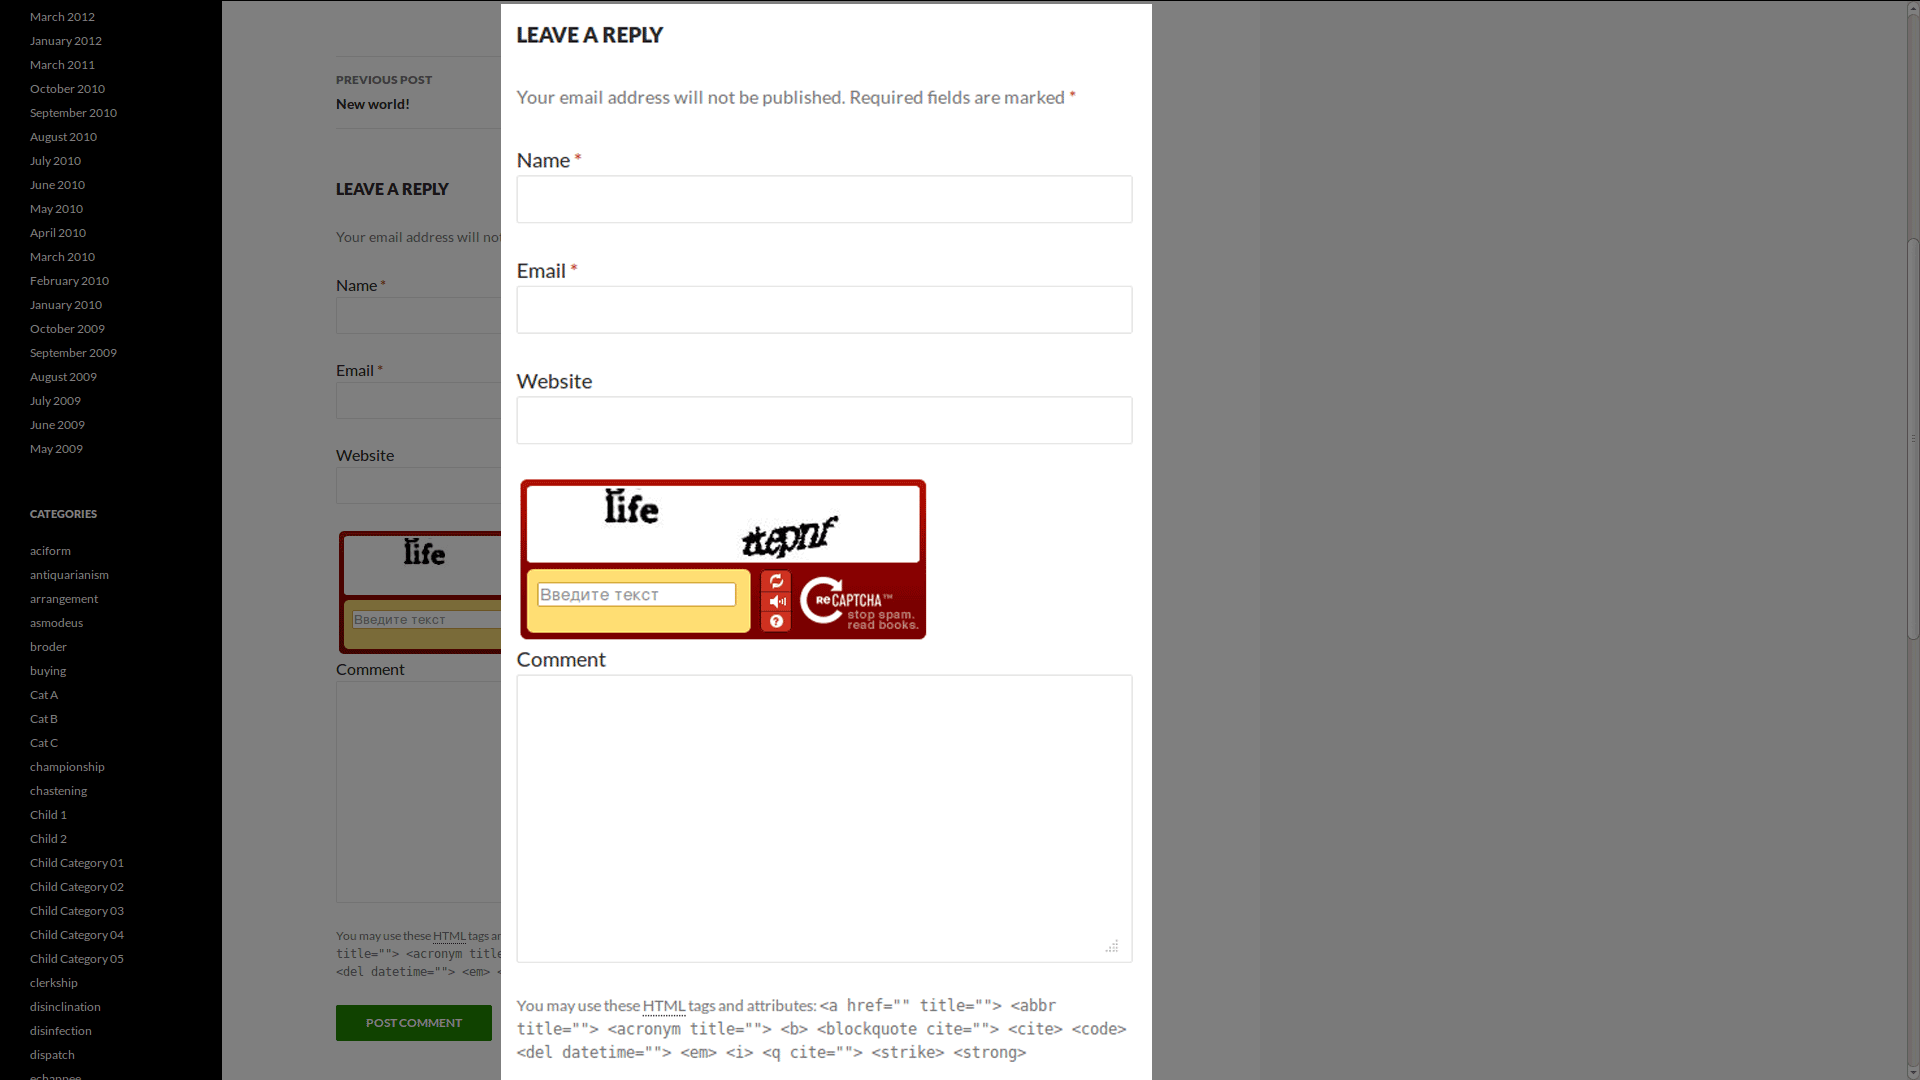 March 2012
January 2012
March 2011
October 2010
September 2010
August 2010
July 2010
June 2010
May 2010
April 2010
March 2010
February 2010
January 2010
October 2009
September 2009
August 2009
July 2009
June 2009
May 2009
CATEGORIES
aciform
antiquarianism
arrangement
asmodeus
broder
buying
Cat A
Cat B
Cat C
championship
chastening
Child 1
Child 2
Child Category 01
Child Category 02
Child Category 03
Child Category 04
Child Category 05
clerkship
disinclination
disinfection
dispatch
PREVIOUS POST
New world!
LEAVE A REPLY
Your email address will not
Name *
Email *
Website
life
Введите текст
Comment
You may use these HTML tags
title=""> <acronym title
<del datetime=""> <em> <
POST COMMENT
LEAVE A REPLY
Your email address will not be published. Required fields are marked *
Name *
Email *
Website
life
Введите текст
reCAPTCHA™
stop spam.
read books.
Comment
You may use these HTML tags and attributes: <a href="" title=""> <abbr
title=""> <acronym title=""> <b> <blockquote cite=""> <cite> <code>
<del datetime=""> <em> <i> <q cite=""> <strike> <strong>